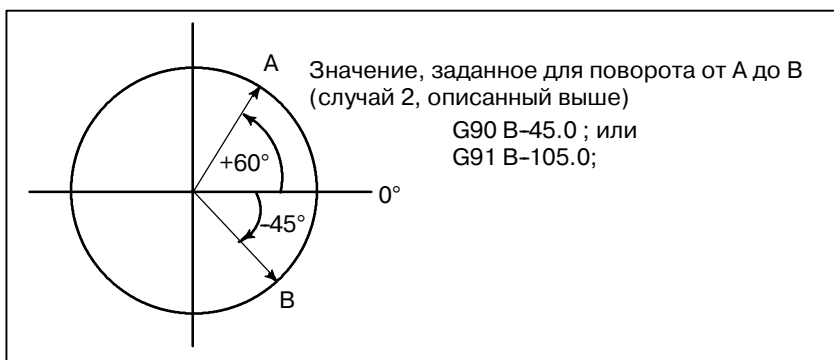 A
Значение, заданное для поворота от A до B
(случай 2, описанный выше)
G90 B-45.0 ; или
G91 B-105.0;
+60°
0°
-45°
B